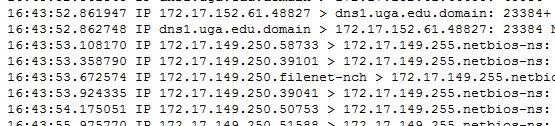 16:43:52.861947 IP 172.17.152.61.48827 > dns1.uga.edu.domain: 23384+
16:43:52.862748 IP dns1.uga.edu.domain > 172.17.152.61.48827: 23384
16:43:53.108170 IP 172.17.149.250.58733 > 172.17.149.255.netbios-ns:
16:43:53.358790 IP 172.17.149.250.39101 > 172.17.149.255.netbios-ns:
16:43:53.672574 IP 172.17.149.250.filenet-nch > 172.17.149.255.netbio
16:43:53.924335 IP 172.17.149.250.39041 > 172.17.149.255.netbios-ns:
16:43:54.175051 IP 172.17.149.250.50753 > 172.17.149.255.netbios-ns:
16:43:55.975770 IP 172.17.149.250.51588 > 172.17.149.255.netbios-ns: